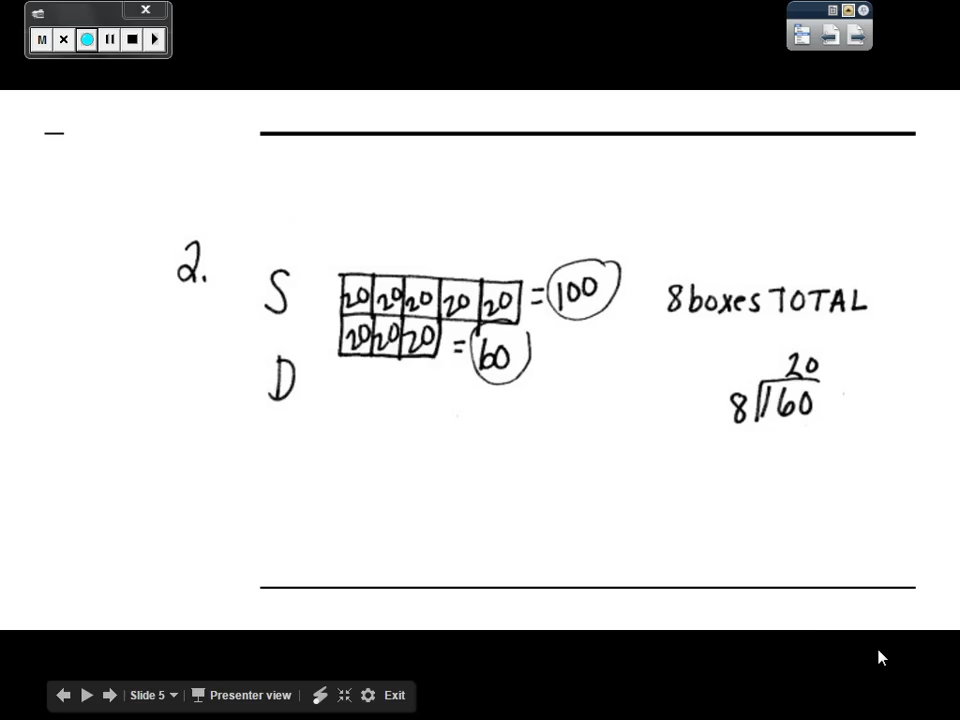 M
2.
S 20 20 20 20 20 = 100
D 20 20 20 = 60
8 boxes TOTAL
20
8 160
Slide 5 Presenter view Exit